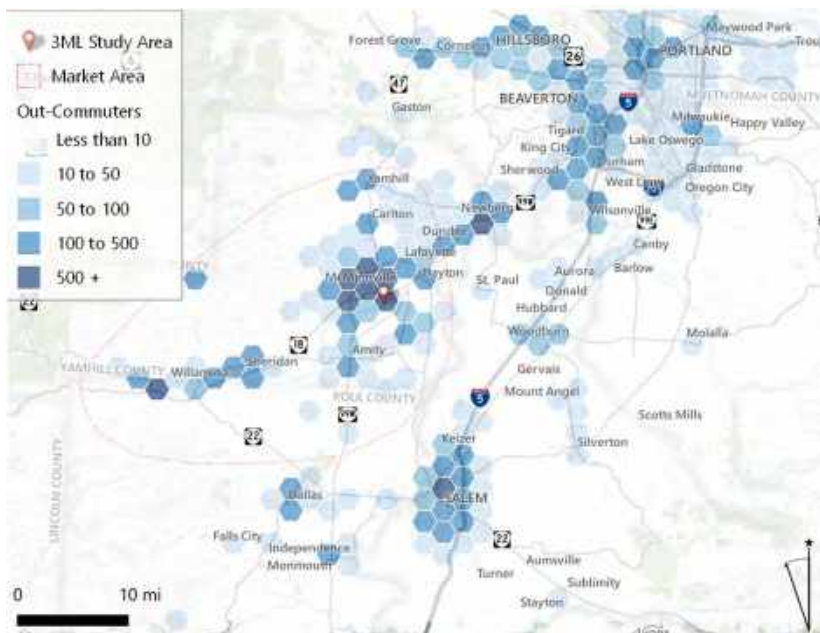 3ML Study Area
Market Area
Out-Commuters
Less than 10
10 to 50
50 to 100
100 to 500
500 +
Forest Grove
Cornelius
HILLSBORO
26
Maywood Park
PORTLAND
47
Gaston
BEAVERTON
5
MULTNOMAH COUNTY
Tigard
Milwaukie
Happy Valley
King City
Lake Oswego
Durham
Sherwood
Gladstone
West Linn
Oregon City
Yamhill
Carlton
Newberg
99W
Wilsonville
99E
Dundee
Canby
Lafayette
McMinnville
Dayton
St. Paul
Aurora
Barlow
Donald
Hubbard
18
Woodburn
Molalla
Amity
YAMHILL COUNTY
Willamina
Sheridan
Gervais
POLK COUNTY
5
Mount Angel
99W
Scotts Mills
22
Keizer
Silverton
LINCOLN COUNTY
Dallas
SALEM
Falls City
Independence
22
Monmouth
Aumsville
Turner
Sublimity
Stayton
0
10 mi